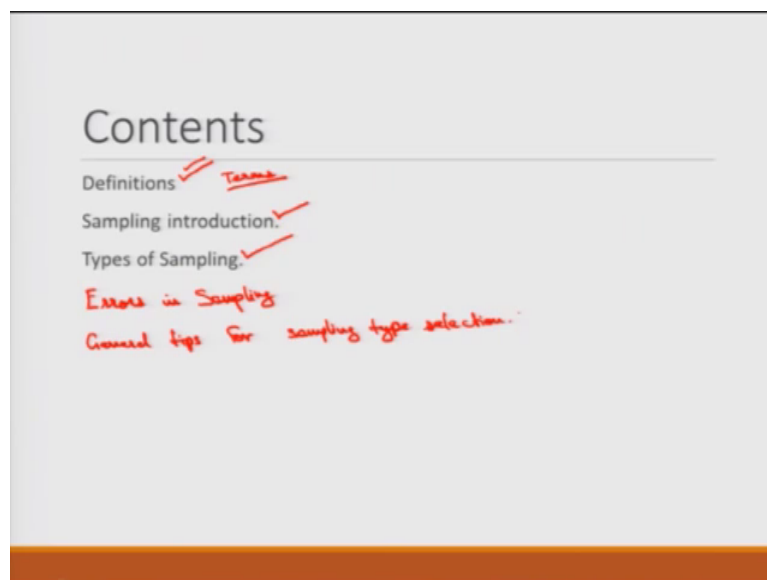 Contents
Definitions Terms
Sampling introduction.
Types of Sampling.
Errors in Sampling
General tips for sampling type selection.